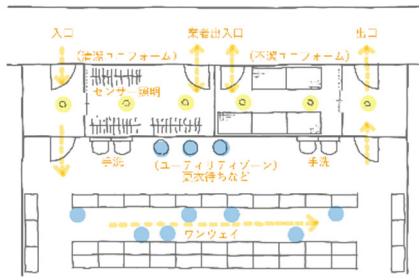 入口
業者出入口
出口
(清潔ユニフォーム)
(不潔ユニフォーム)
センサー照明
手洗
(ユーティリティゾーン)
更衣待ちなど
手洗
ワンウェイ